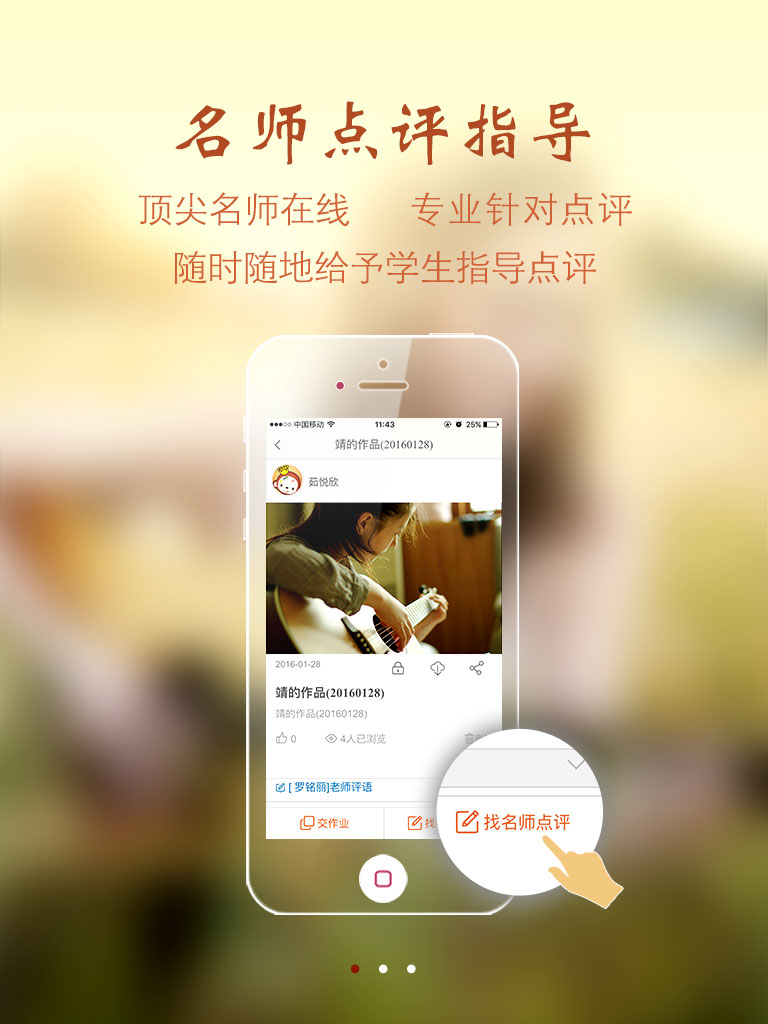 名师点评指导
顶尖名师在线 专业针对点评
随时随地给予学生指导点评
中国移动 11:43 25%
靖的作品(20160128)
茹悦欣
2016-01-28
靖的作品(20160128)
靖的作品(20160128)
0 4人已浏览
[ 罗铭丽]老师评语
交作业 找
找名师点评